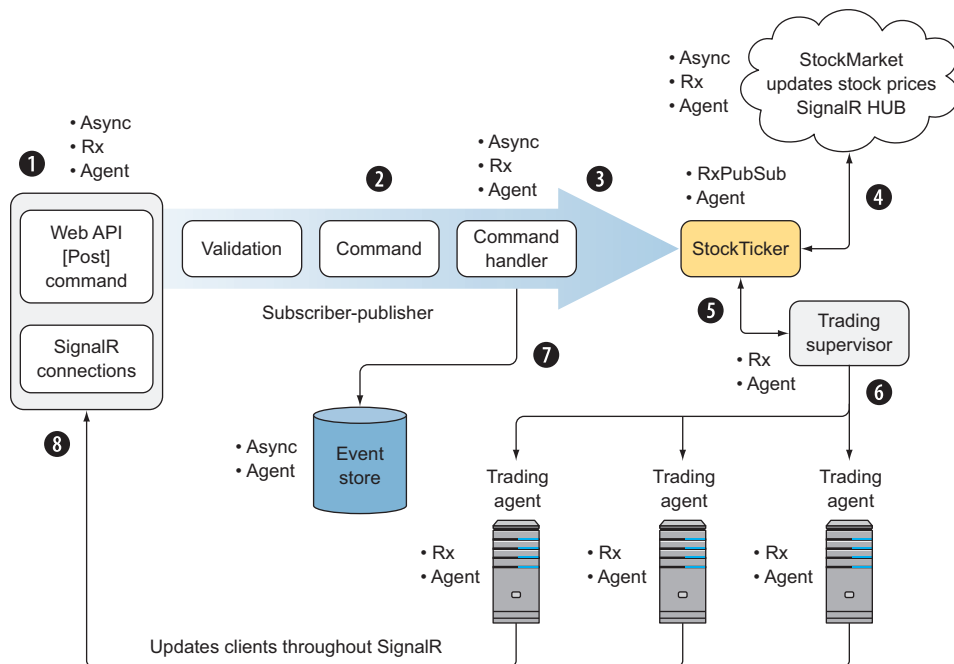 • Async
• Rx
• Agent
StockMarket
updates stock prices
SignalR HUB
• Async
• Rx
• Agent
1
Web API
[Post]
command
SignalR
connections
2
• Async
• Rx
• Agent
3
Validation
Command
Command
handler
Subscriber-publisher
• RxPubSub
• Agent
StockTicker
4
5
Trading
supervisor
• Rx
• Agent
6
7
8
• Async
• Agent
Event
store
Trading
agent
• Rx
• Agent
Trading
agent
• Rx
• Agent
Trading
agent
• Rx
• Agent
Updates clients throughout SignalR